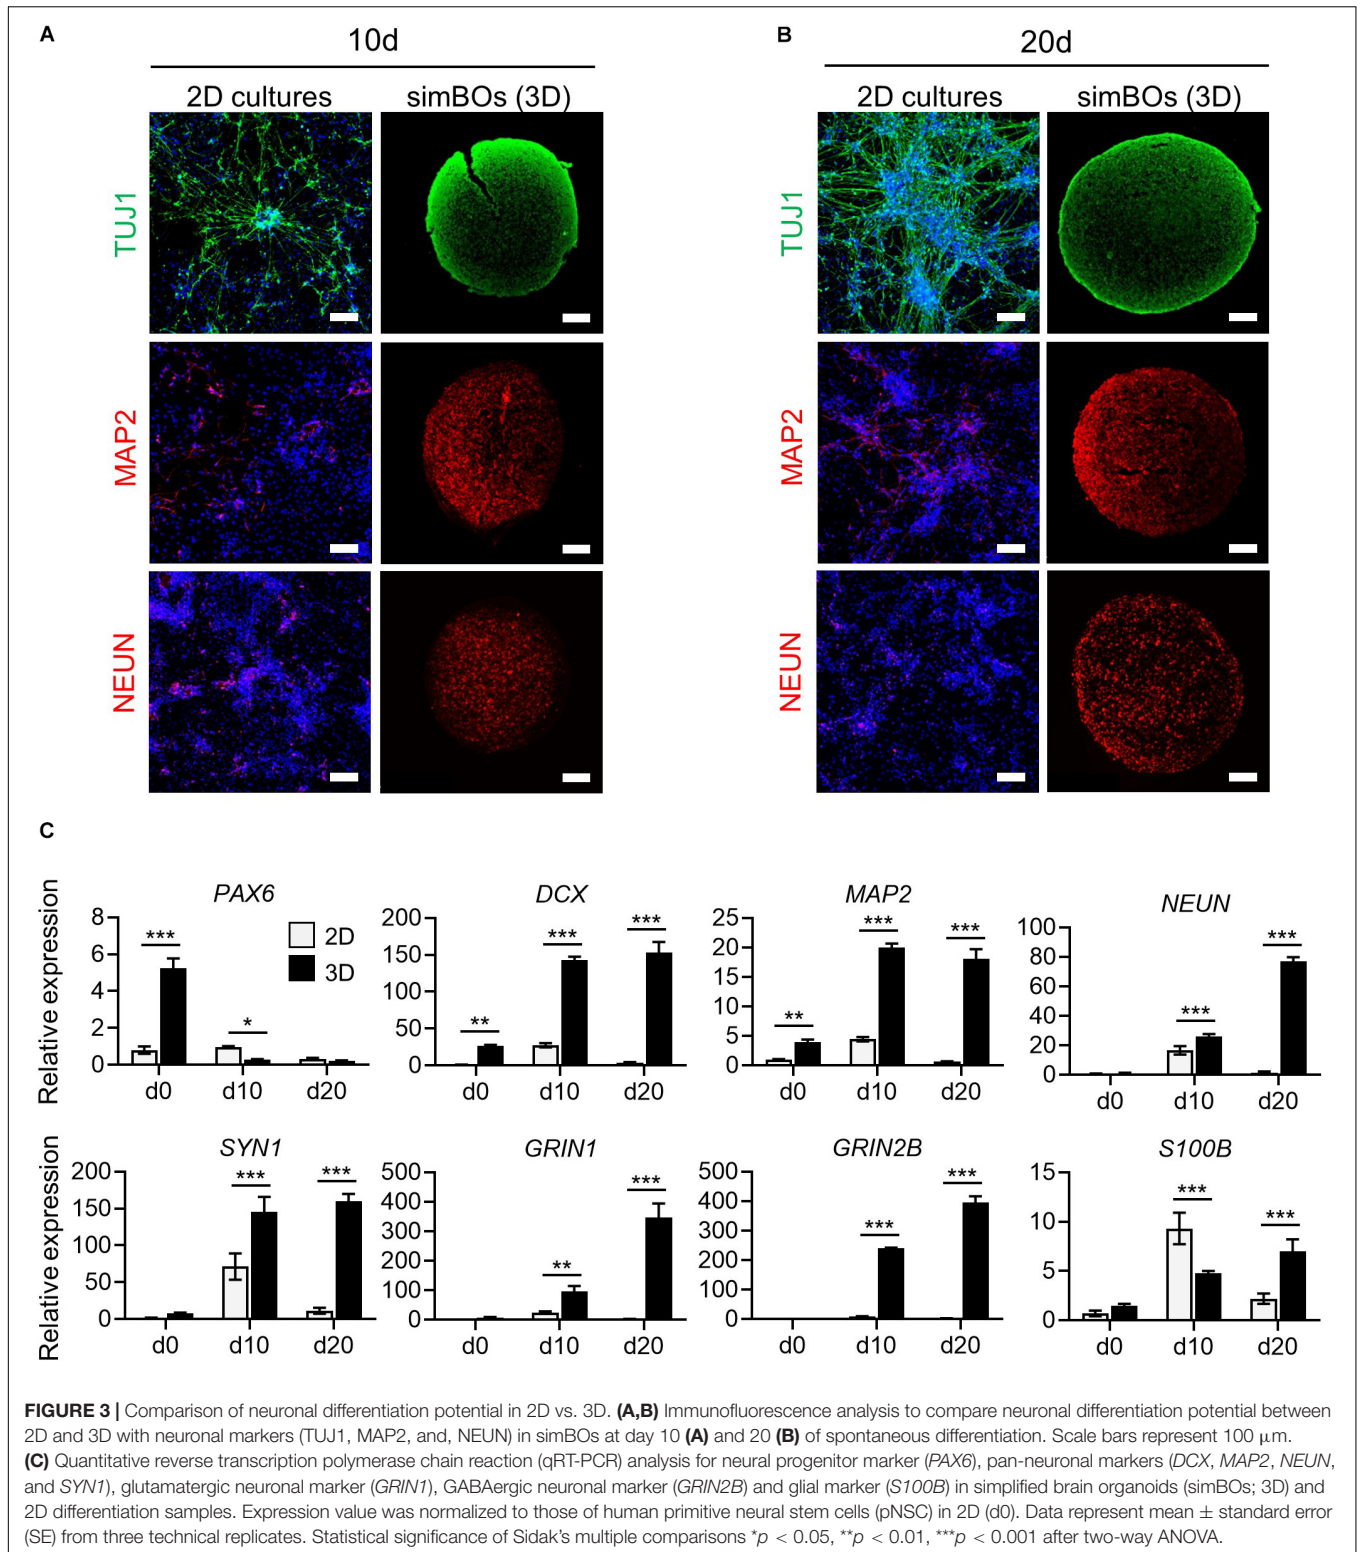 A
10d
2D cultures simBOs (3D)
TUJ1
MAP2
NEUN
B
20d
2D cultures simBOs (3D)
TUJ1
MAP2
NEUN
C
PAX6
Relative expression
8
6
4
2
0
***
*
2D
3D
d0 d10 d20
DCX
200
150
100
50
0
**
***
***
d0 d10 d20
MAP2
25
20
15
10
5
0
**
***
***
d0 d10 d20
NEUN
100
80
60
40
20
0
***
***
d0 d10 d20
SYN1
Relative expression
200
150
100
50
0
***
***
d0 d10 d20
GRIN1
500
400
300
200
100
0
**
***
d0 d10 d20
GRIN2B
500
400
300
200
100
0
***
***
d0 d10 d20
S100B
15
10
5
0
***
***
d0 d10 d20
FIGURE 3 | Comparison of neuronal differentiation potential in 2D vs. 3D. (A,B) Immunofluorescence analysis to compare neuronal differentiation potential between
2D and 3D with neuronal markers (TUJ1, MAP2, and, NEUN) in simBOs at day 10 (A) and 20 (B) of spontaneous differentiation. Scale bars represent 100 μm.
(C) Quantitative reverse transcription polymerase chain reaction (qRT-PCR) analysis for neural progenitor marker (PAX6), pan-neuronal markers (DCX, MAP2, NEUN,
and SYN1), glutamatergic neuronal marker (GRIN1), GABAergic neuronal marker (GRIN2B) and glial marker (S100B) in simplified brain organoids (simBOs; 3D) and
2D differentiation samples. Expression value was normalized to those of human primitive neural stem cells (pNSC) in 2D (d0). Data represent mean ± standard error
(SE) from three technical replicates. Statistical significance of Sidak's multiple comparisons *p < 0.05, **p < 0.01, ***p < 0.001 after two-way ANOVA.